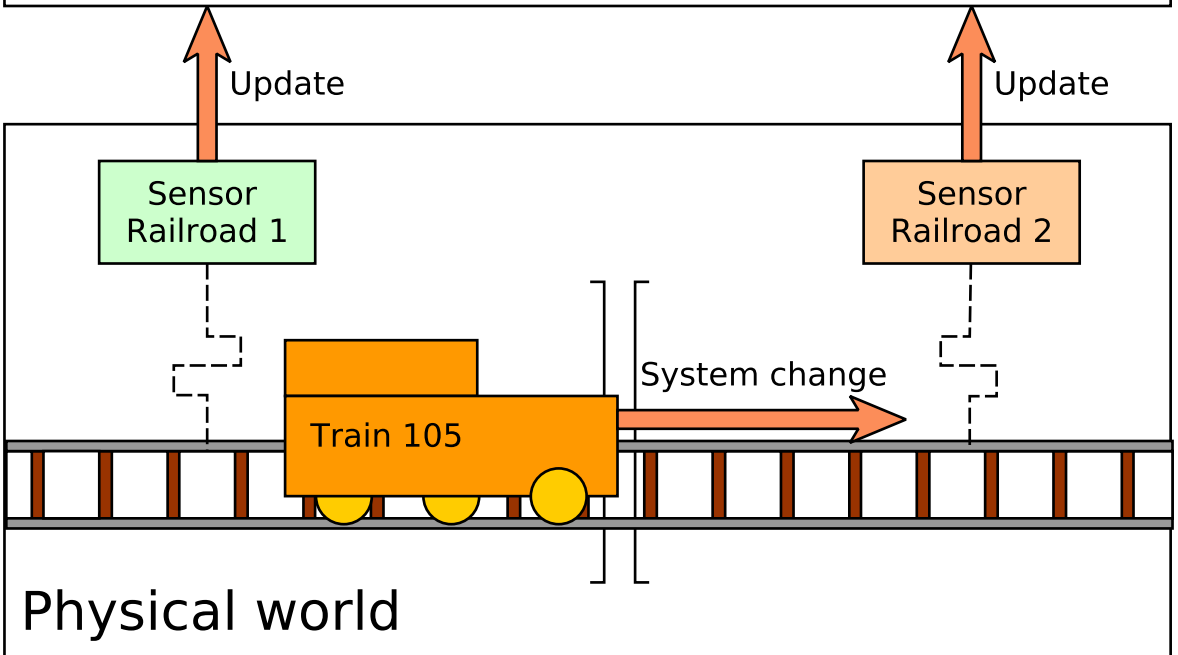 Update
Update
Sensor
Railroad 1
Sensor
Railroad 2
System change
Train 105
Physical world